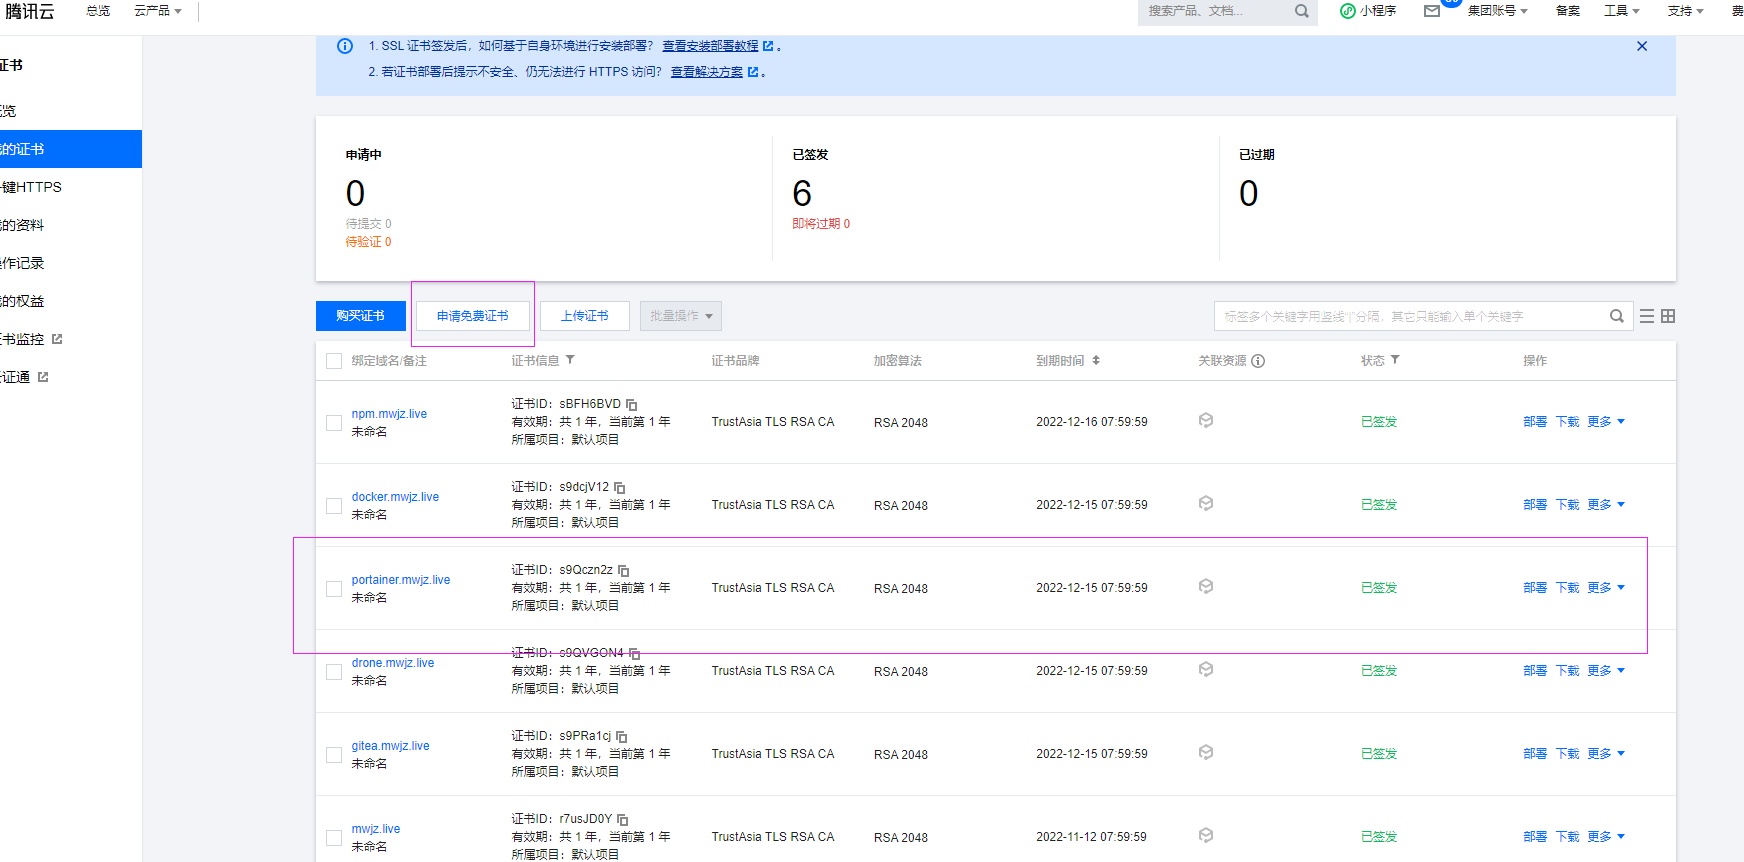 腾讯云 总览 云产品 搜索产品、文档... 小程序 集团账号 备案 工具 支持 费
1. SSL 证书签发后，如何基于自身环境进行安装部署？ 查看安装部署教程 。
2. 若证书部署后提示不安全、仍无法进行 HTTPS 访问？ 查看解决方案 。
证书
览
的证书
键HTTPS
的资料
作记录
的权益
书监控
证通
申请中 已签发 已过期
0 6 0
待提交 0 即将过期 0
待验证 0
购买证书 申请免费证书 上传证书 批量操作 标签多个关键字用竖线"|"分隔，其它只能输入单个关键字
绑定域名/备注 证书信息 证书品牌 加密算法 到期时间 关联资源 状态 操作
npm.mwjz.live
未命名
证书ID：sBFH6BVD
有效期：共 1 年，当前第 1 年
所属项目：默认项目
TrustAsia TLS RSA CA RSA 2048 2022-12-16 07:59:59 已签发 部署 下载 更多
docker.mwjz.live
未命名
证书ID：s9dcjV12
有效期：共 1 年，当前第 1 年
所属项目：默认项目
TrustAsia TLS RSA CA RSA 2048 2022-12-15 07:59:59 已签发 部署 下载 更多
portainer.mwjz.live
未命名
证书ID：s9Qczn2z
有效期：共 1 年，当前第 1 年
所属项目：默认项目
TrustAsia TLS RSA CA RSA 2048 2022-12-15 07:59:59 已签发 部署 下载 更多
drone.mwjz.live
未命名
证书ID：s9QVGON4
有效期：共 1 年，当前第 1 年
所属项目：默认项目
TrustAsia TLS RSA CA RSA 2048 2022-12-15 07:59:59 已签发 部署 下载 更多
gitea.mwjz.live
未命名
证书ID：s9PRa1cj
有效期：共 1 年，当前第 1 年
所属项目：默认项目
TrustAsia TLS RSA CA RSA 2048 2022-12-15 07:59:59 已签发 部署 下载 更多
mwjz.live
未命名
证书ID：r7usJD0Y
有效期：共 1 年，当前第 1 年
所属项目：默认项目
TrustAsia TLS RSA CA RSA 2048 2022-11-12 07:59:59 已签发 部署 下载 更多